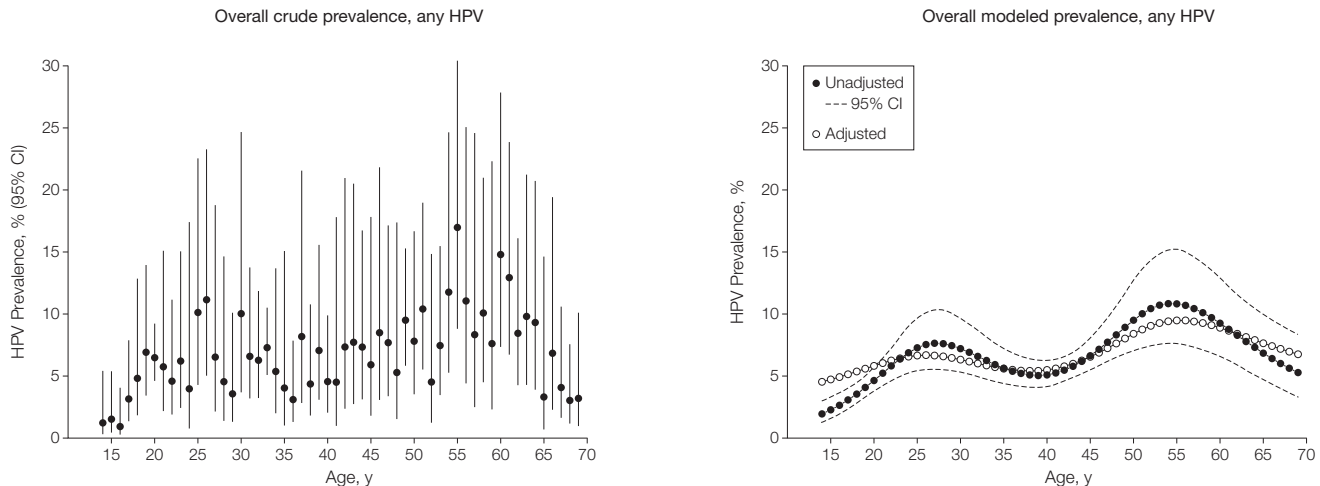 Overall crude prevalence, any HPV
HPV Prevalence, % (95% CI)
30
25
20
15
10
5
0
15 20 25 30 35 40 45 50 55 60 65 70
Age, y
Overall modeled prevalence, any HPV
HPV Prevalence, %
30
25
20
15
10
5
0
Unadjusted
95% CI
Adjusted
15 20 25 30 35 40 45 50 55 60 65 70
Age, y